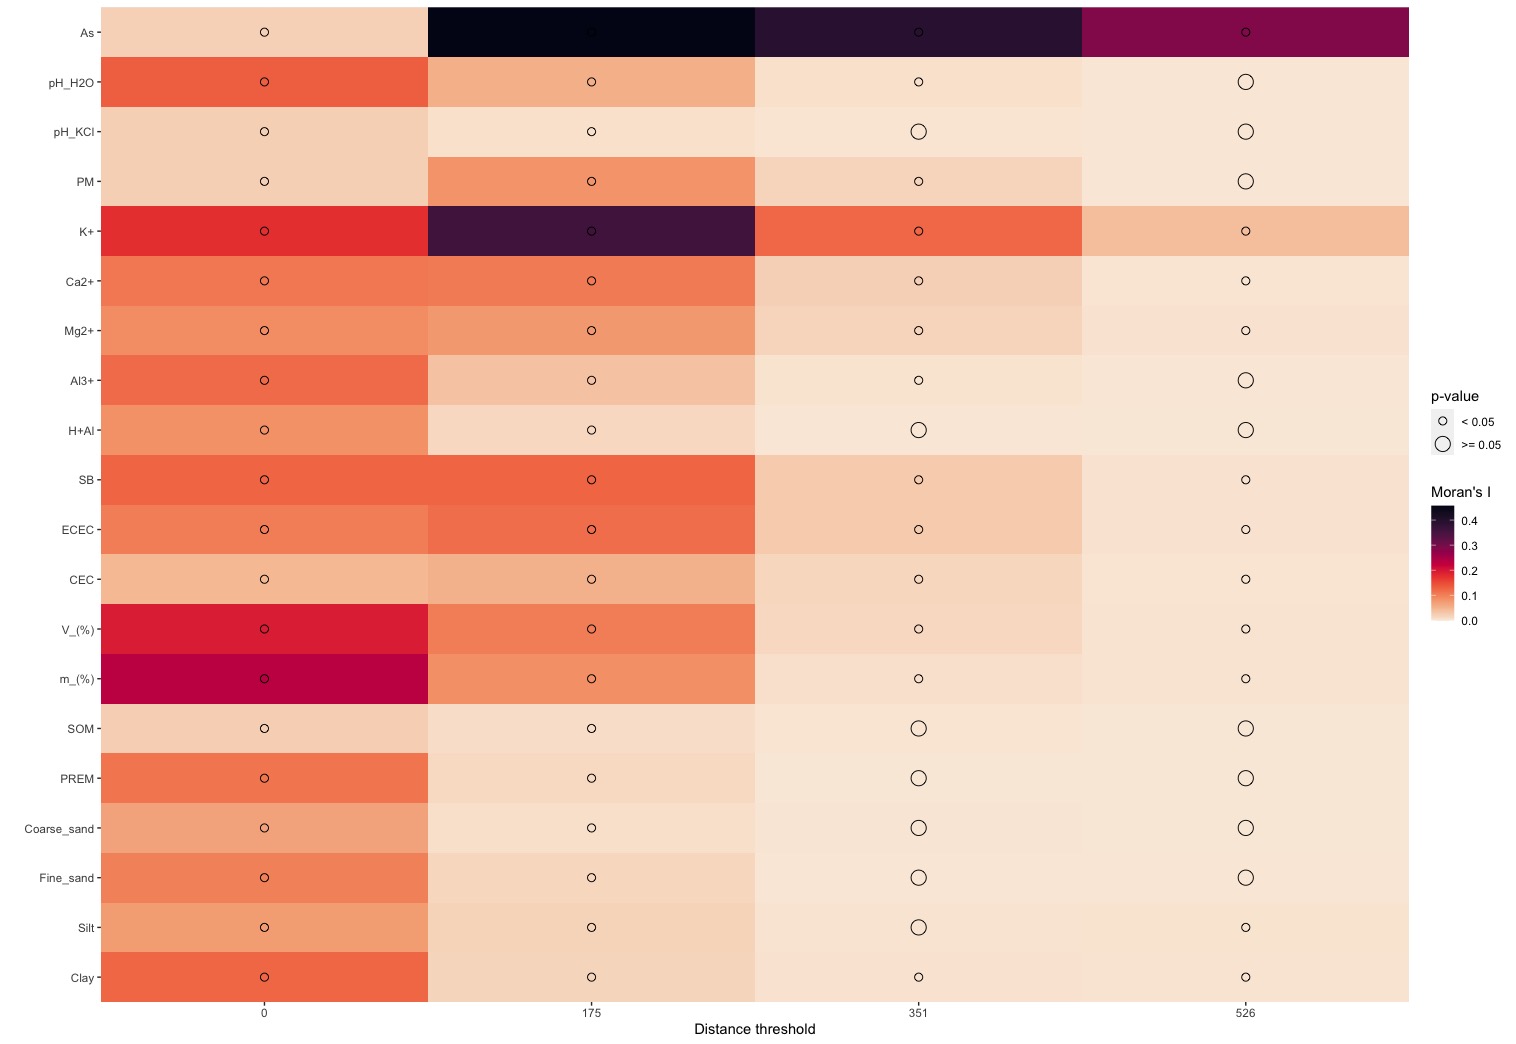 As
pH_H2O
pH_KCl
PM
K+
Ca2+
Mg2+
Al3+
H+Al
SB
ECEC
CEC
V_(%)
m_(%)
SOM
PREM
Coarse_sand
Fine_sand
Silt
Clay
0
175
351
526
Distance threshold
p-value
< 0.05
>= 0.05
Moran's I
0.4
0.3
0.2
0.1
0.0